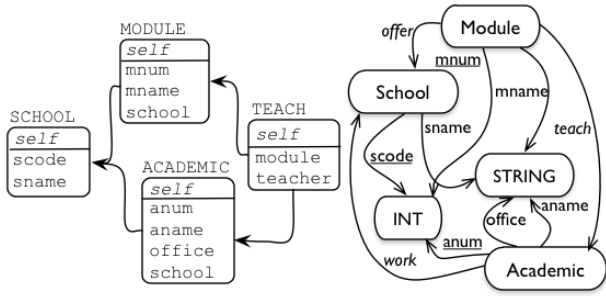 MODULE
self
mnum
mname
school
SCHOOL
self
scode
sname
TEACH
self
module
teacher
ACADEMIC
self
anum
aname
office
school
Module
offer
mnum
School
mname
sname
teach
scode
STRING
INT
office
aname
anum
work
Academic